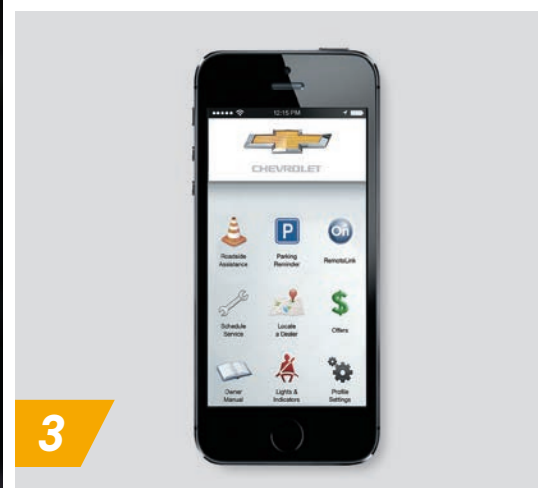 12:15 PM
CHEVROLET
P
On
Roadside
Assistance
Parking
Reminder
RemoteLink
$
Schedule
Service
Locate
a Dealer
Offers
Owner
Manual
Lights &
Indicators
Profile
Settings
3